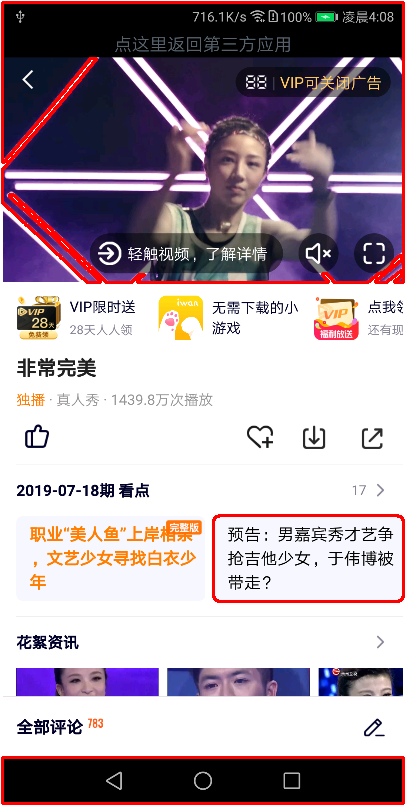 716.1K/s 100% 凌晨4:08
点这里返回第三方应用
VIP可关闭广告
轻触视频，了解详情
VIP
28天
免费领
VIP限时送
28天人人领
iwan
无需下载的小
游戏
VIP
福利放送
点我领
还有现
非常完美
独播 · 真人秀 · 1439.8万次播放
2019-07-18期 看点
17
完整版
职业“美人鱼”上岸相亲
，文艺少女寻找白衣少
年
预告：男嘉宾秀才艺争
抢吉他少女，于伟博被
带走？
花絮资讯
全部评论 783